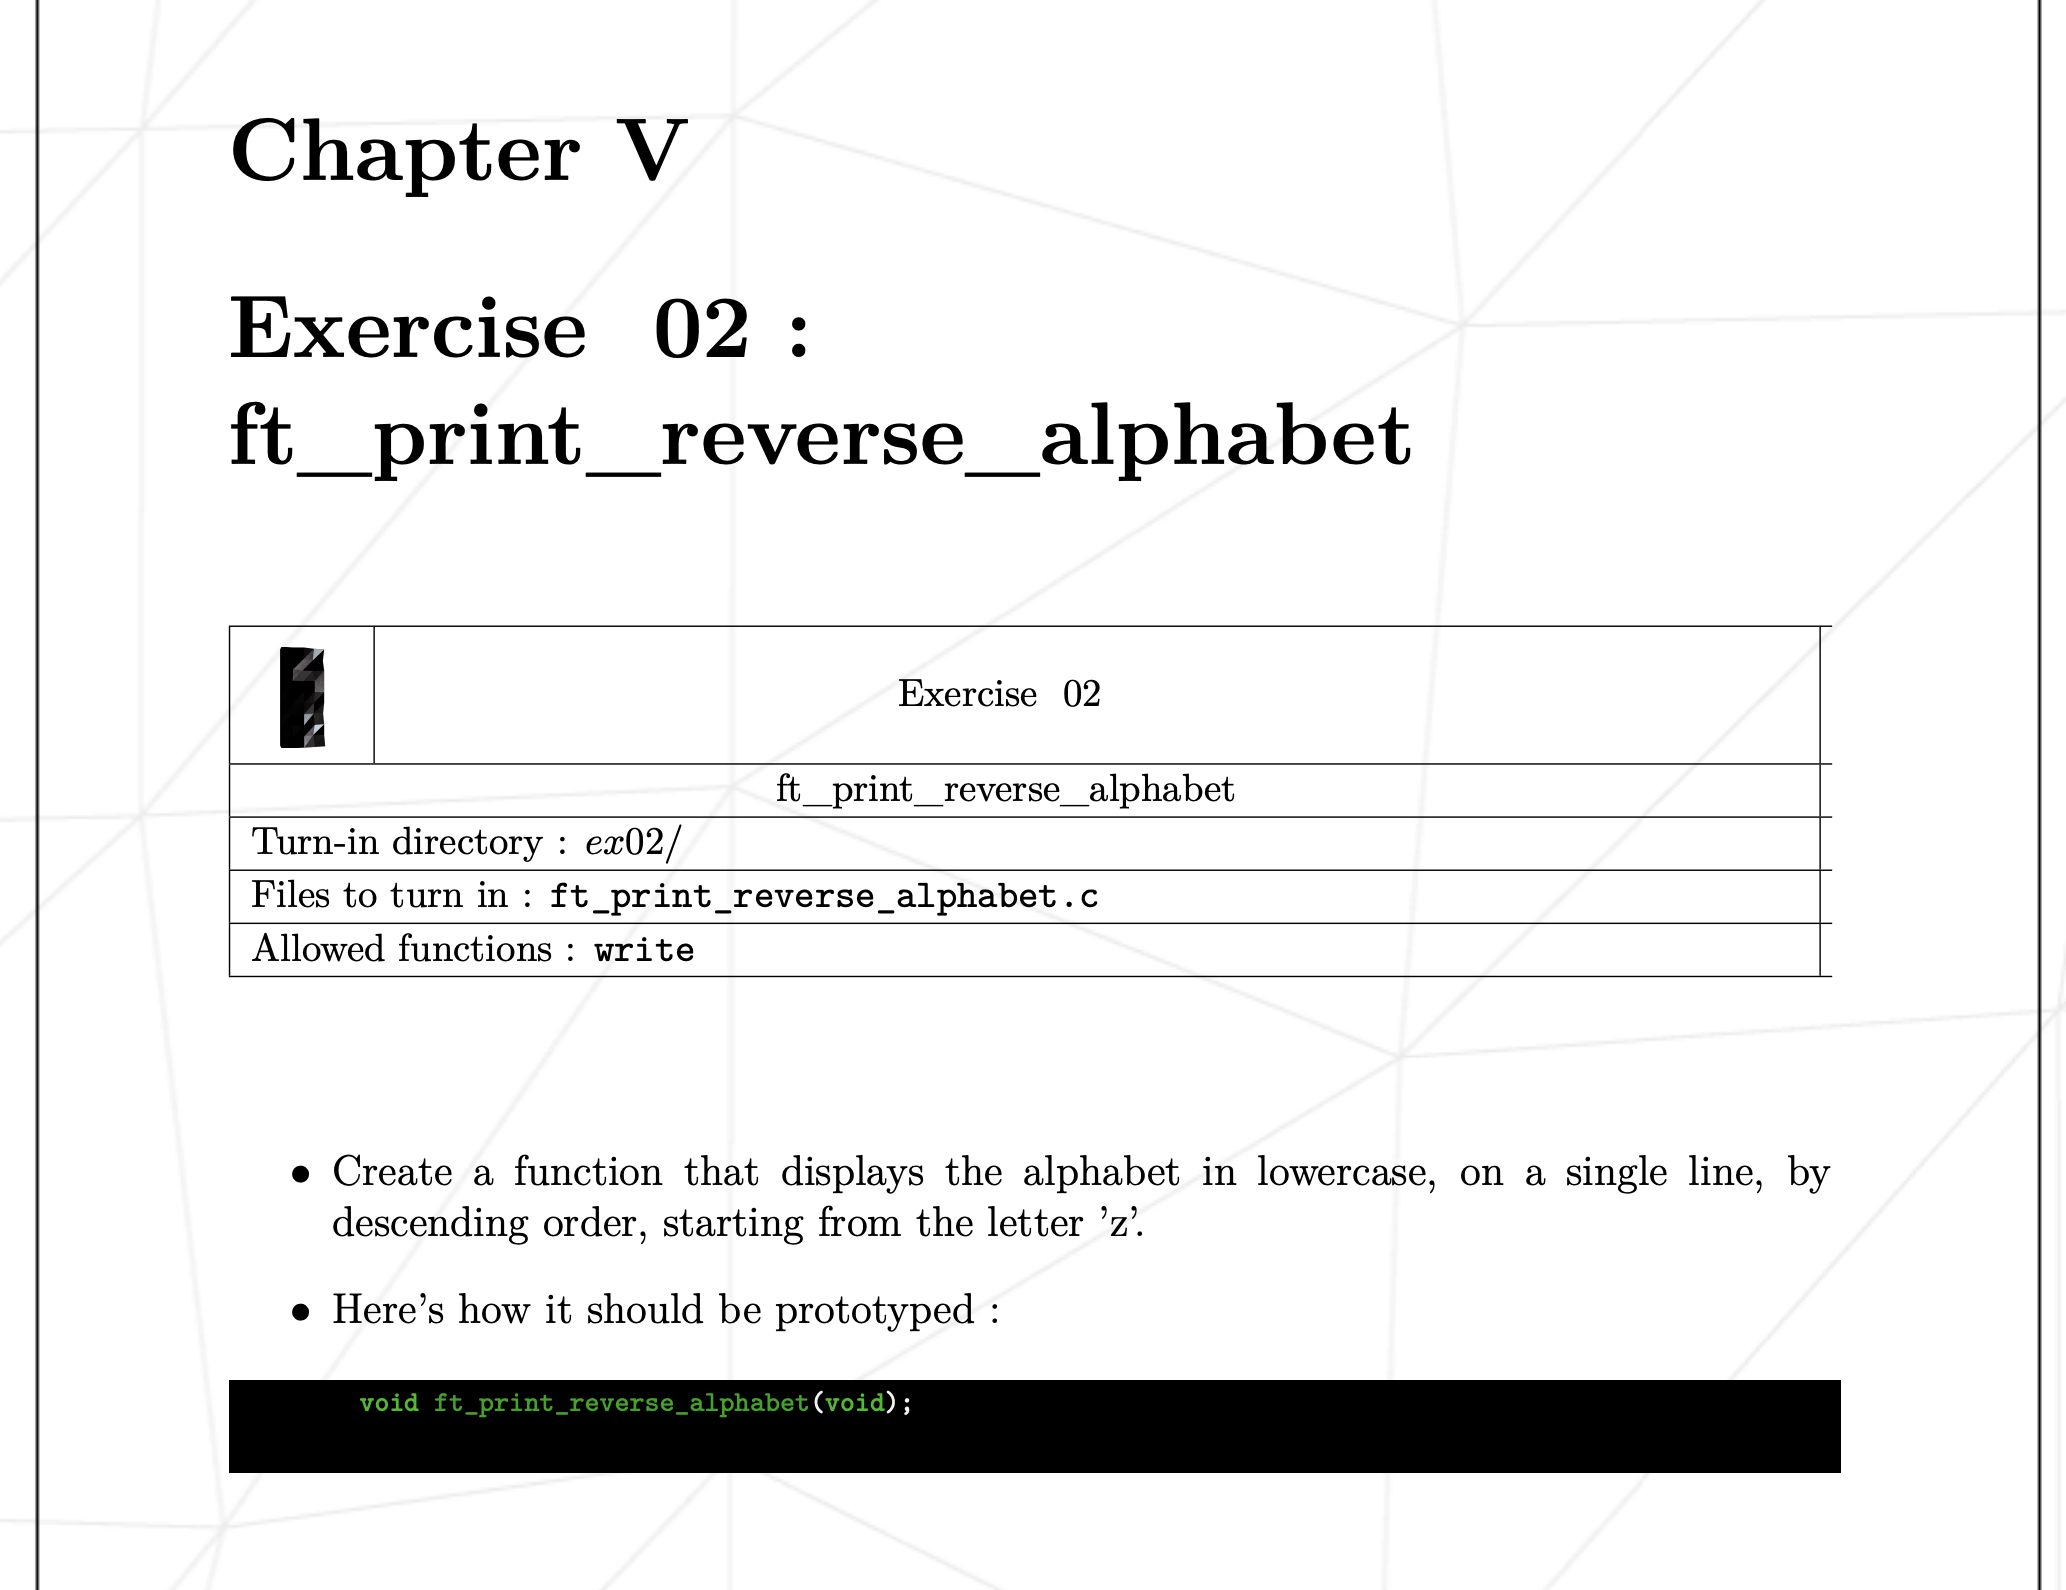 Chapter V
Exercise 02 :
ft_print_reverse_alphabet
Exercise 02
ft_print_reverse_alphabet
Turn-in directory : ex02/
Files to turn in : ft_print_reverse_alphabet.c
Allowed functions : write
• Create a function that displays the alphabet in lowercase, on a single line, by
descending order, starting from the letter ’z’.
• Here’s how it should be prototyped :
void ft_print_reverse_alphabet(void);